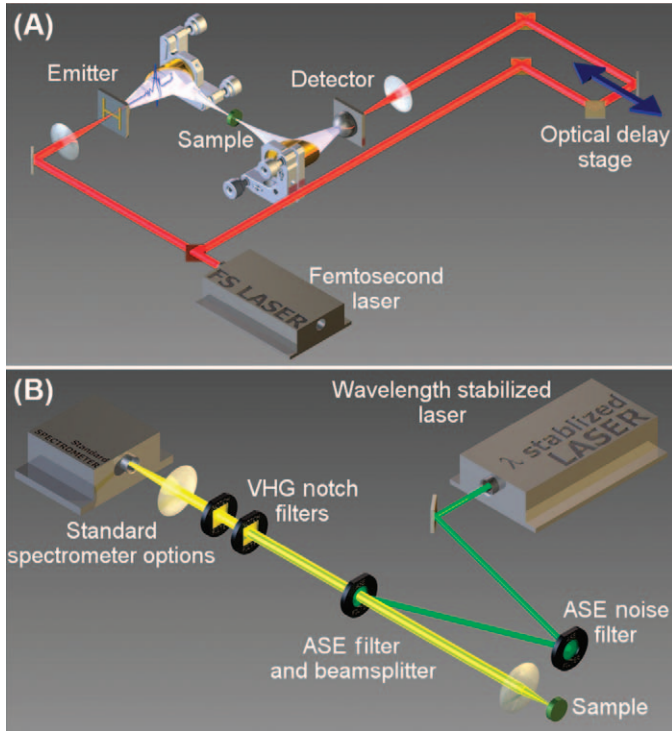 (A)
Emitter
Detector
Sample
Optical delay
stage
Femtosecond
laser
FS LASER
(B)
Wavelength stabilized
laser
λ stablized
LASER
Standard
SPECTROMETER
VHG notch
filters
Standard
spectrometer options
ASE noise
filter
ASE filter
and beamsplitter
Sample